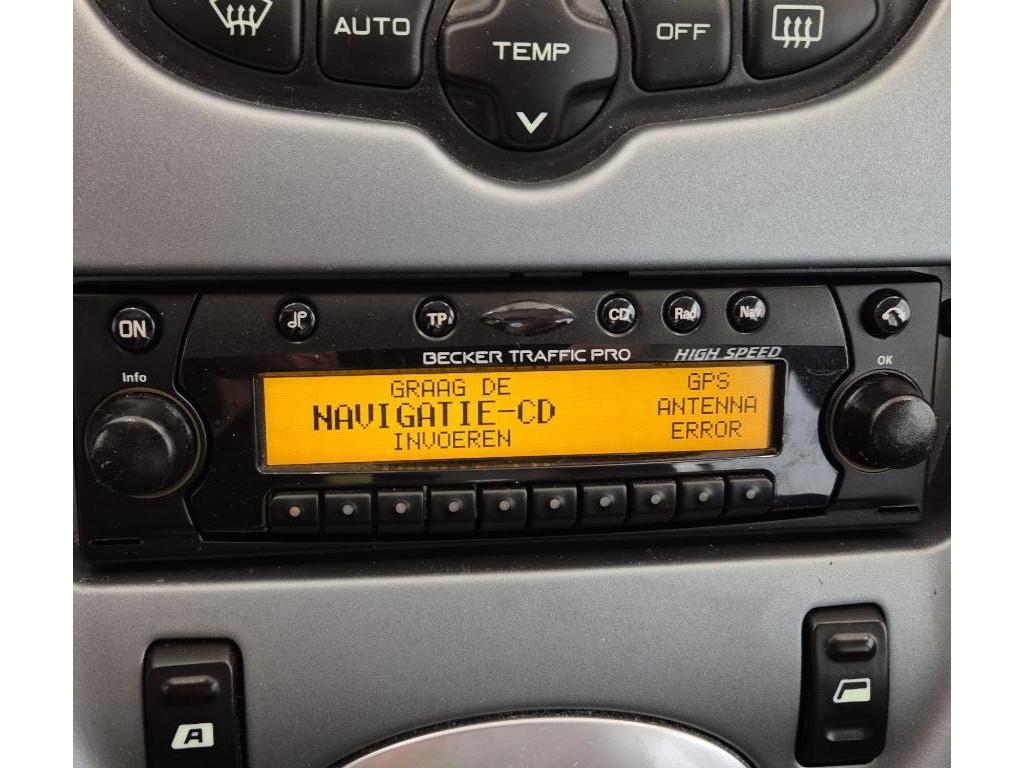 AUTO
TEMP
OFF
ON
TP
CD
Rad
Nav
BECKER TRAFFIC PRO
HIGH SPEED
Info
OK
GRAAG DE
NAVIGATIE-CD
INVOEREN
GPS
ANTENNA
ERROR
A